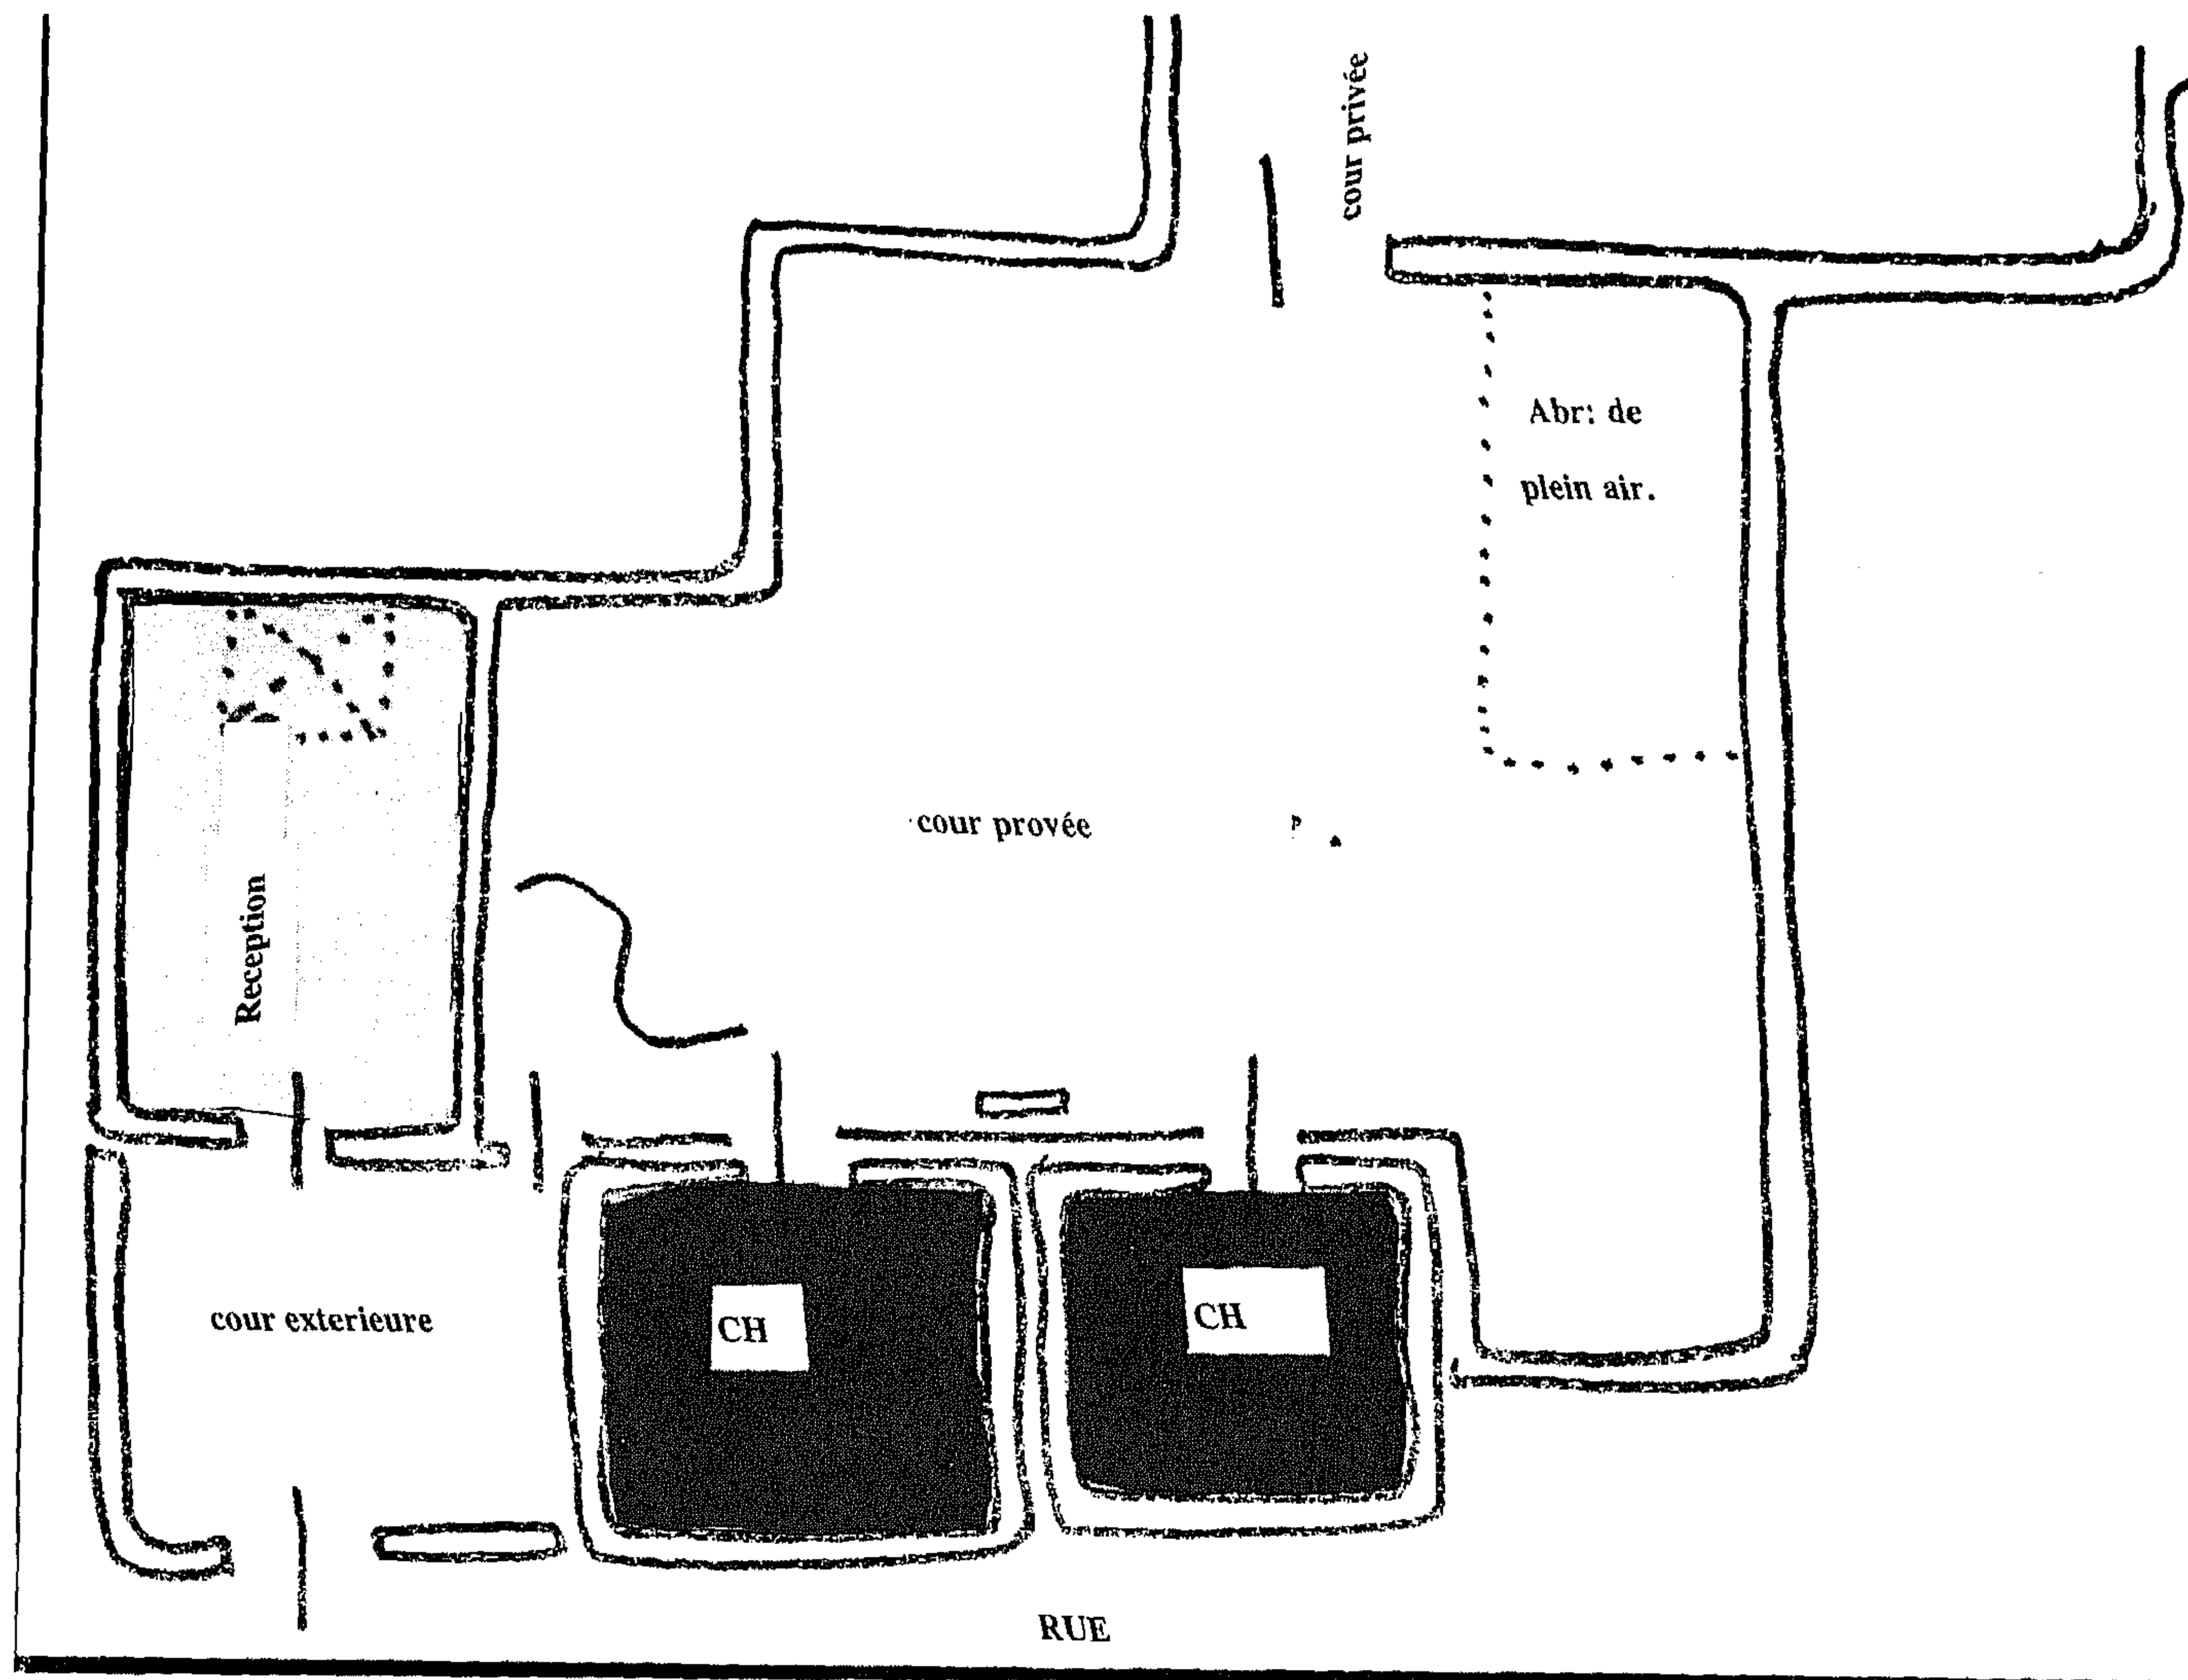 cour privée
Abr: de
plein air.
cour provée
Reception
cour exterieure
CH
CH
RUE